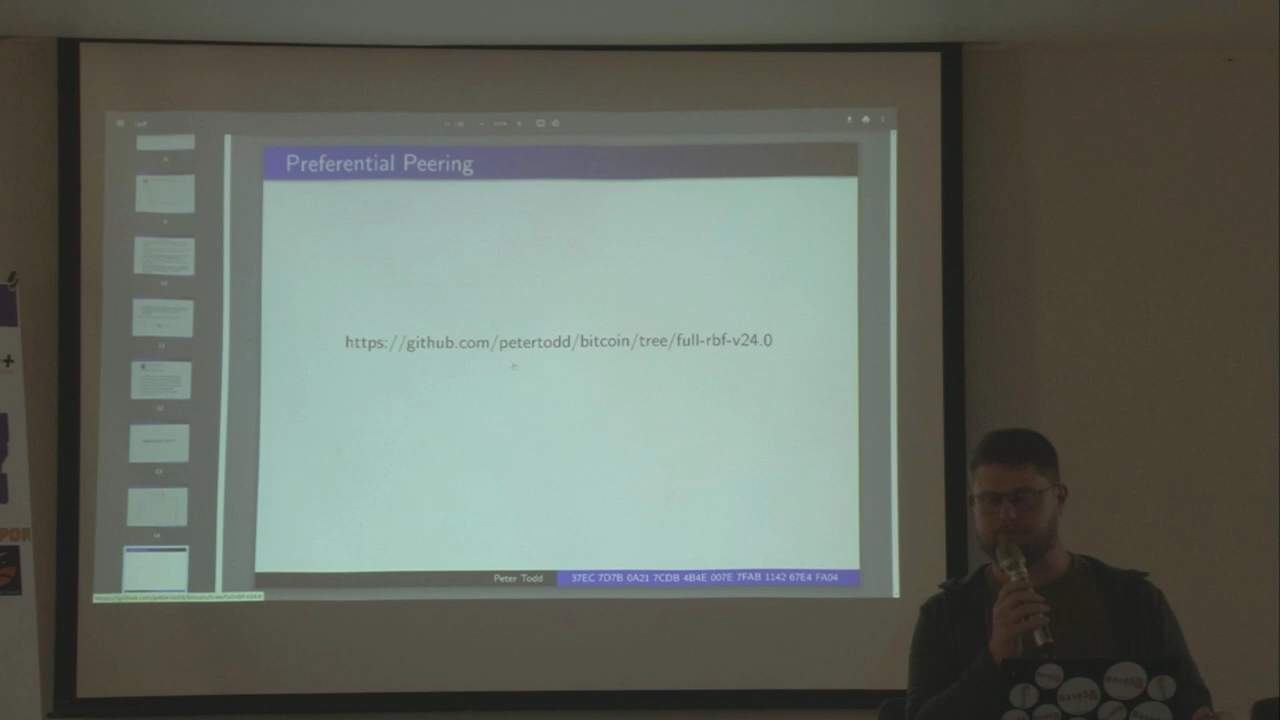 Preferential Peering
https://github.com/petertodd/bitcoin/tree/full-rbf-v24.0
Peter Todd
37EC 7D7B 0A21 7CDB 4B4E 007E 7FAB 1142 67E4 FA04